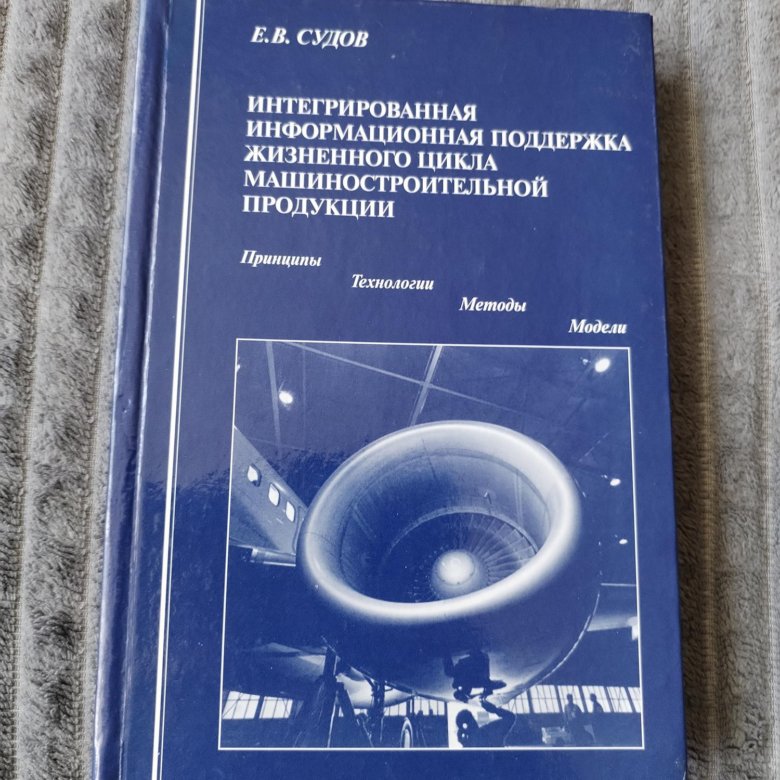 Е.В. СУДОВ
ИНТЕГРИРОВАННАЯ
ИНФОРМАЦИОННАЯ ПОДДЕРЖКА
ЖИЗНЕННОГО ЦИКЛА
МАШИНОСТРОИТЕЛЬНОЙ
ПРОДУКЦИИ
Принципы
Технологии
Методы
Модели